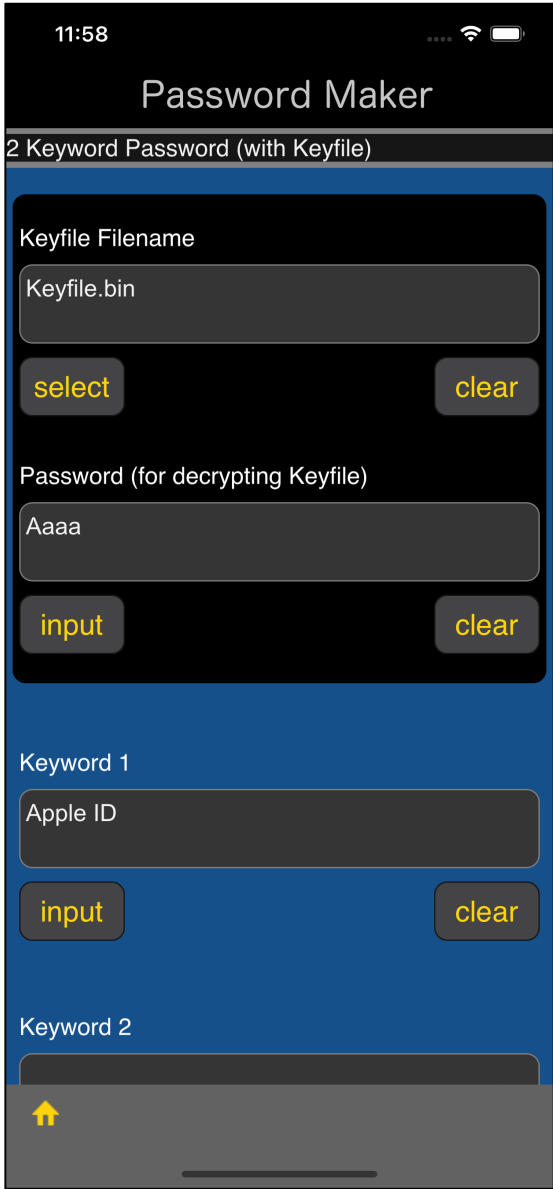 11:58
Password Maker
2 Keyword Password (with Keyfile)
Keyfile Filename
Keyfile.bin
select clear
Password (for decrypting Keyfile)
Aaaa
input clear
Keyword 1
Apple ID
input clear
Keyword 2